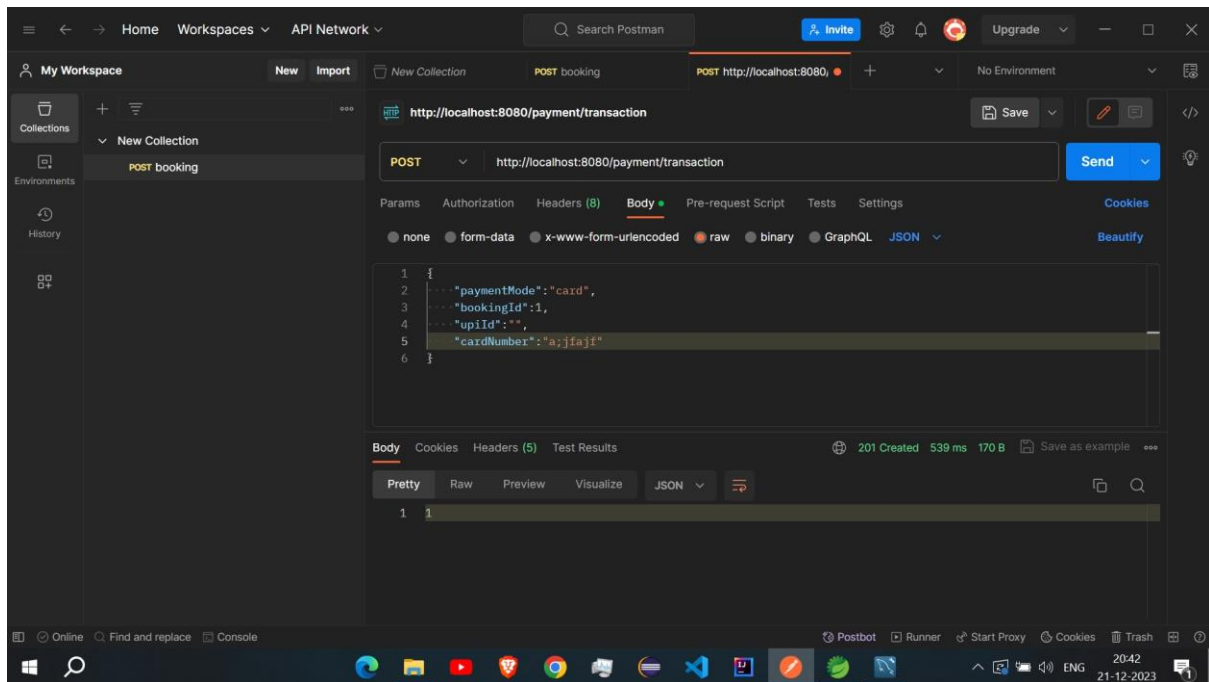 Home Workspaces API Network Search Postman Invite Upgrade
My Workspace New Import New Collection POST booking POST http://localhost:8080/ No Environment
Collections
Environments
History
New Collection
POST booking
HTTP http://localhost:8080/payment/transaction Save
POST http://localhost:8080/payment/transaction Send
Params Authorization Headers (8) Body Pre-request Script Tests Settings Cookies
none form-data x-www-form-urlencoded raw binary GraphQL JSON Beautify
1 {
2 "paymentMode":"card",
3 "bookingId":1,
4 "upiId":"",
5 "cardNumber":"a;jfajf"
6 }
Body Cookies Headers (5) Test Results 201 Created 539 ms 170 B Save as example
Pretty Raw Preview Visualize JSON
1 1
Online Find and replace Console Postbot Runner Start Proxy Cookies Trash
ENG 20:42
21-12-2023